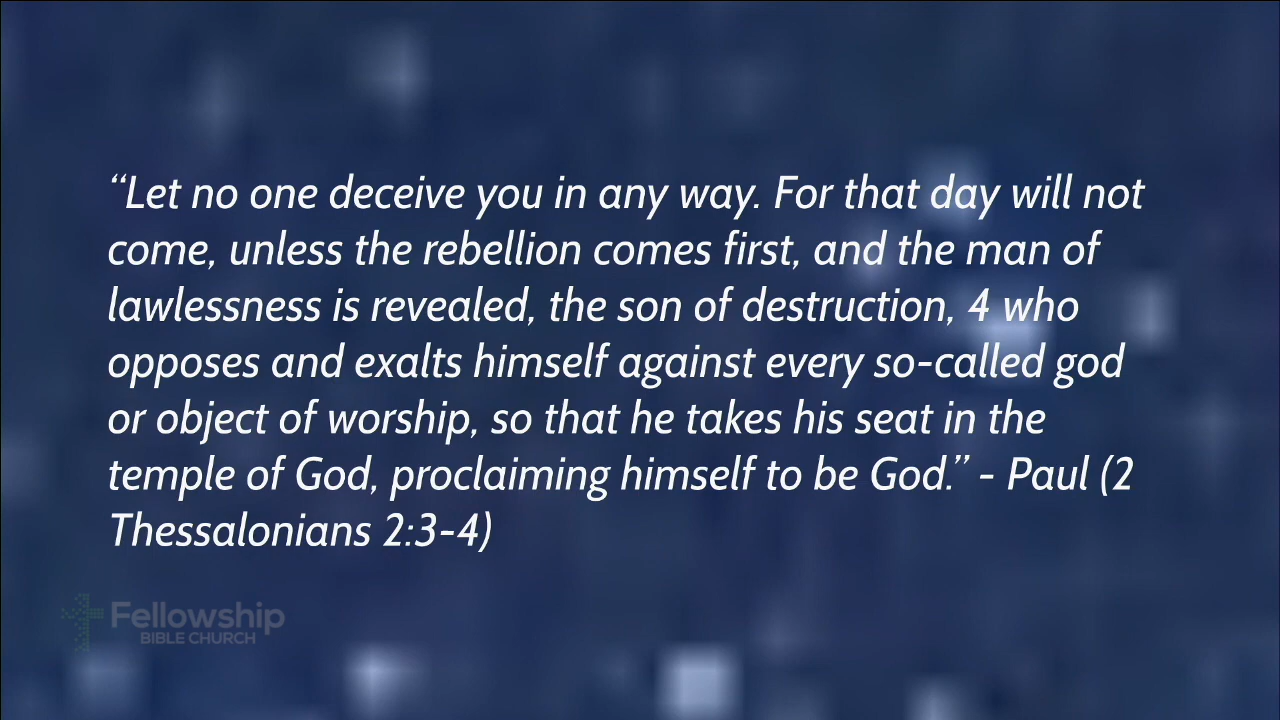 “Let no one deceive you in any way. For that day will not
come, unless the rebellion comes first, and the man of
lawlessness is revealed, the son of destruction, 4 who
opposes and exalts himself against every so-called god
or object of worship, so that he takes his seat in the
temple of God, proclaiming himself to be God.” - Paul (2
Thessalonians 2:3-4)
Fellowship
BIBLE CHURCH